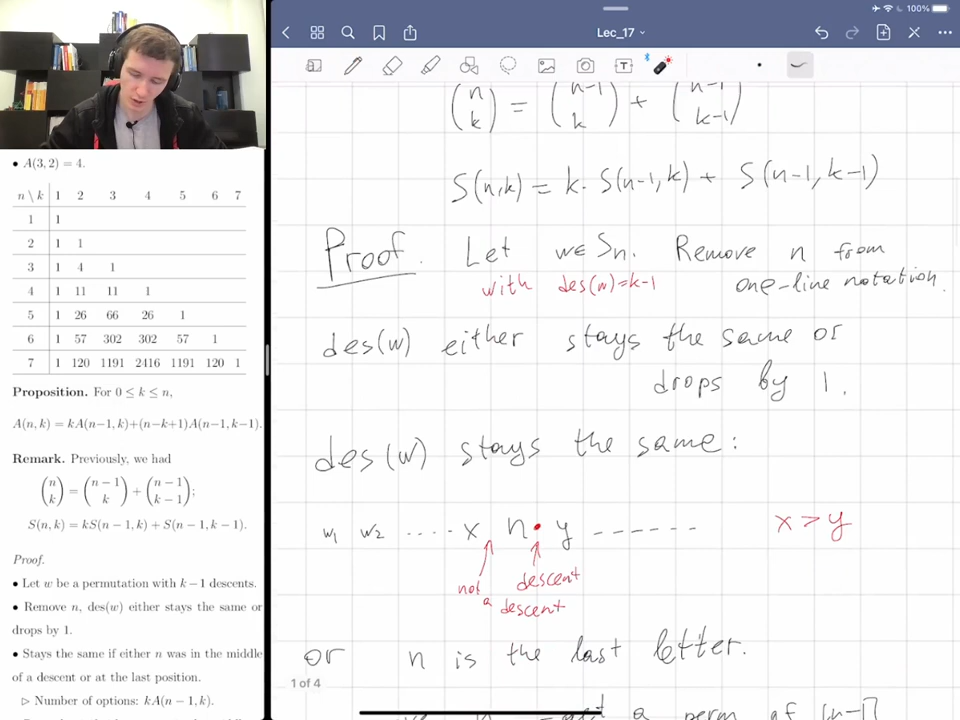 100%
Lec_17
• A(3, 2) = 4.
n \ k 1 2 3 4 5 6 7
1 1
2 1 1
3 1 4 1
4 1 11 11 1
5 1 26 66 26 1
6 1 57 302 302 57 1
7 1 120 1191 2416 1191 120 1
Proposition. For 0 ≤ k ≤ n,
A(n, k) = kA(n−1, k)+(n−k+1)A(n−1, k−1).
Remark. Previously, we had
(n k) = (n−1 k) + (n−1 k−1);
S(n, k) = kS(n − 1, k) + S(n − 1, k − 1).
Proof.
• Let w be a permutation with k − 1 descents.
• Remove n, des(w) either stays the same or
drops by 1.
• Stays the same if either n was in the middle
of a descent or at the last position.
▷ Number of options: kA(n − 1, k).
(n k) = (n-1 k) + (n-1 k-1)
S(n,k) = k · S(n-1,k) + S(n-1, k-1)
Proof. Let w∈Sn. Remove n from
with des(w)=k-1 one-line notation.
des(w) either stays the same or
drops by 1.
des(w) stays the same:
w1 w2 ····· x n • y ------- x > y
not a descent
descent
or n is the last letter.
1 of 4
a perm of [n-1]